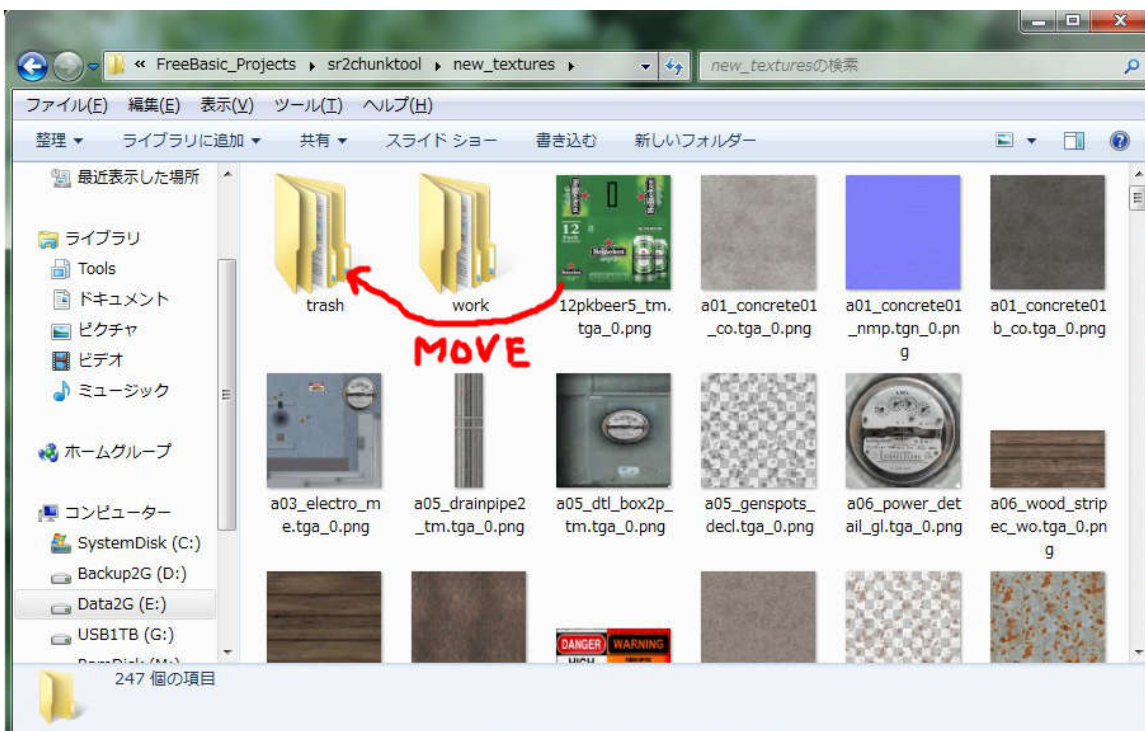 « FreeBasic_Projects ▸ sr2chunktool ▸ new_textures ▸
new_texturesの検索
ファイル(F) 編集(E) 表示(V) ツール(T) ヘルプ(H)
整理 ▼ ライブラリに追加 ▼ 共有 ▼ スライド ショー 書き込む 新しいフォルダー
最近表示した場所
ライブラリ
Tools
ドキュメント
ピクチャ
ビデオ
ミュージック
ホームグループ
コンピューター
SystemDisk (C:)
Backup2G (D:)
Data2G (E:)
USB1TB (G:)
12
Heineken
trash
work
12pkbeer5_tm.
tga_0.png
a01_concrete01
_co.tga_0.png
a01_concrete01
_nmp.tgn_0.pn
g
a01_concrete01
b_co.tga_0.png
MOVE
a03_electro_m
e.tga_0.png
a05_drainpipe2
_tm.tga_0.png
a05_dtl_box2p_
tm.tga_0.png
a05_genspots_
decl.tga_0.png
a06_power_det
ail_gl.tga_0.png
a06_wood_strip
ec_wo.tga_0.pn
g
DANGER WARNING
HIGH
247 個の項目